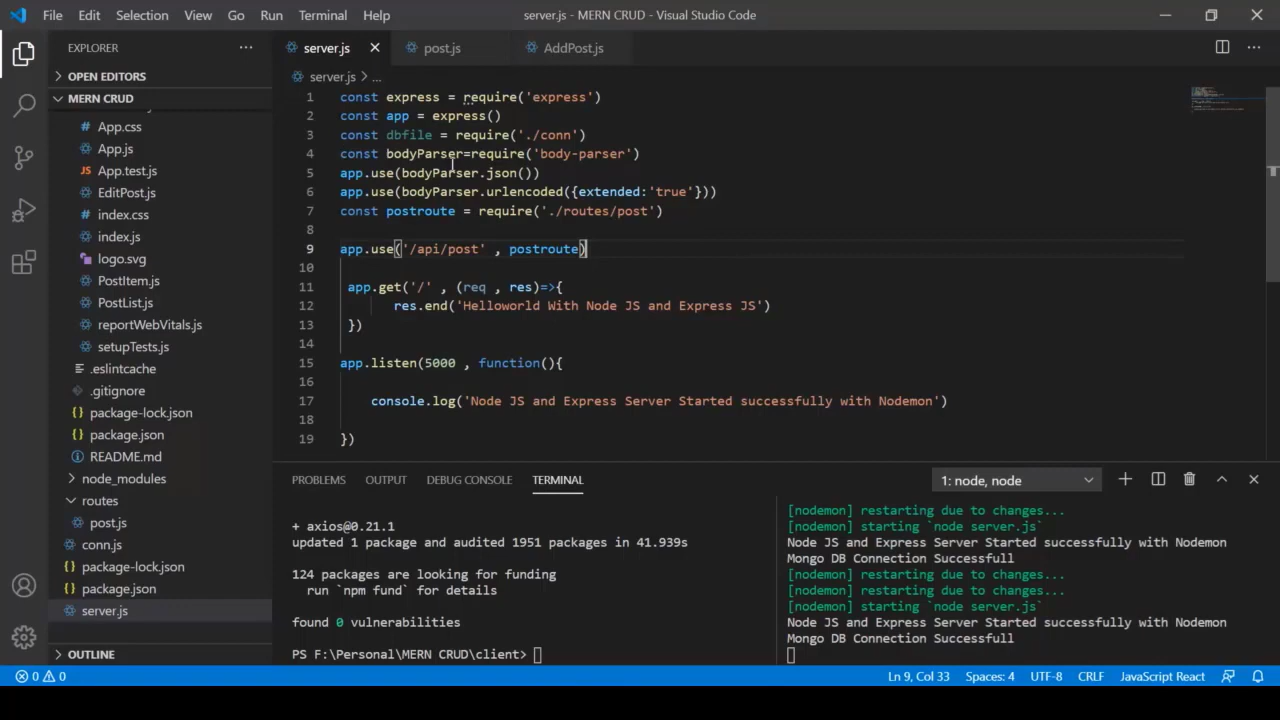 File Edit Selection View Go Run Terminal Help server.js - MERN CRUD - Visual Studio Code
EXPLORER ...
OPEN EDITORS
MERN CRUD
# App.css
App.js
JS App.test.js
EditPost.js
# index.css
index.js
logo.svg
PostItem.js
PostList.js
reportWebVitals.js
setupTests.js
.eslintcache
.gitignore
{} package-lock.json
{} package.json
README.md
node_modules
routes
post.js
conn.js
{} package-lock.json
{} package.json
server.js
OUTLINE
server.js post.js AddPost.js
server.js > ...
1 const express = require('express')
2 const app = express()
3 const dbfile = require('./conn')
4 const bodyParser=require('body-parser')
5 app.use(bodyParser.json())
6 app.use(bodyParser.urlencoded({extended:'true'}))
7 const postroute = require('./routes/post')
8
9 app.use('/api/post' , postroute)
10
11 app.get('/' , (req , res)=>{
12 res.end('Helloworld With Node JS and Express JS')
13 })
14
15 app.listen(5000 , function(){
16
17 console.log('Node JS and Express Server Started successfully with Nodemon')
18
19 })
PROBLEMS OUTPUT DEBUG CONSOLE TERMINAL 1: node, node
+ axios@0.21.1
updated 1 package and audited 1951 packages in 41.939s
124 packages are looking for funding
run `npm fund` for details
found 0 vulnerabilities
PS F:\Personal\MERN CRUD\client>
[nodemon] restarting due to changes...
[nodemon] starting `node server.js`
Node JS and Express Server Started successfully with Nodemon
Mongo DB Connection Successfull
[nodemon] restarting due to changes...
[nodemon] restarting due to changes...
[nodemon] starting `node server.js`
Node JS and Express Server Started successfully with Nodemon
Mongo DB Connection Successfull
0 0 Ln 9, Col 33 Spaces: 4 UTF-8 CRLF JavaScript React